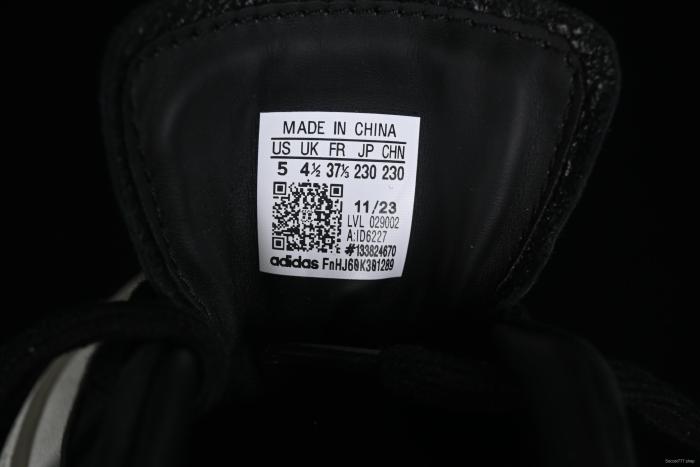 MADE IN CHINA
US UK FR JP CHN
5 4½ 37⅓ 230 230
11/23
LVL 029002
A:ID6227
#133824670
adidas FnHJ60K301289